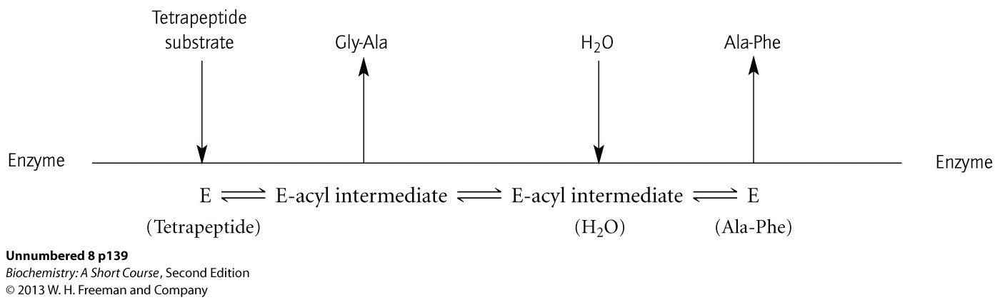 Tetrapeptide
substrate
Gly-Ala
H₂O
Ala-Phe
Enzyme
Enzyme
E ⇌ E-acyl intermediate ⇌ E-acyl intermediate ⇌ E
(Tetrapeptide) (H₂O) (Ala-Phe)
Unnumbered 8 p139
Biochemistry: A Short Course, Second Edition
© 2013 W. H. Freeman and Company